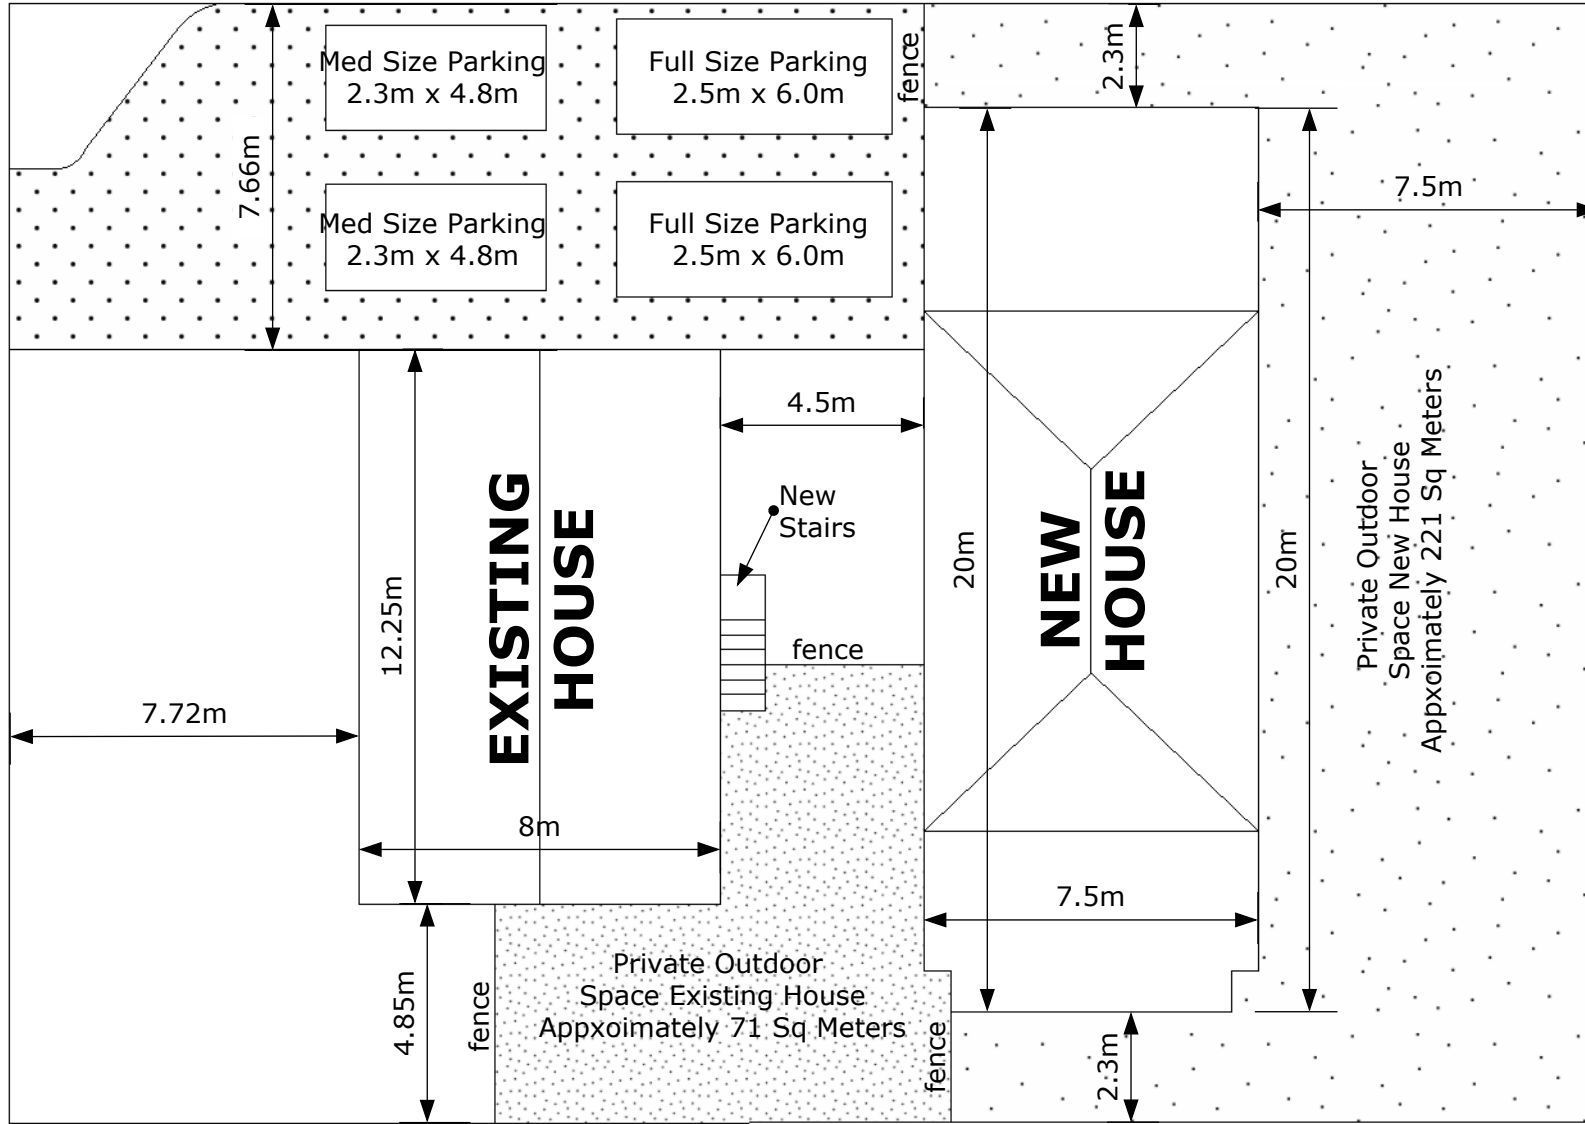 Med Size Parking
2.3m x 4.8m
Full Size Parking
2.5m x 6.0m
fence
2.3m
7.66m
Med Size Parking
2.3m x 4.8m
Full Size Parking
2.5m x 6.0m
7.5m
4.5m
New
Stairs
EXISTING
HOUSE
12.25m
NEW
HOUSE
20m
20m
Private Outdoor
Space New House
Appxoimately 221 Sq Meters
fence
7.72m
8m
7.5m
Private Outdoor
Space Existing House
Appxoimately 71 Sq Meters
4.85m
fence
fence
2.3m